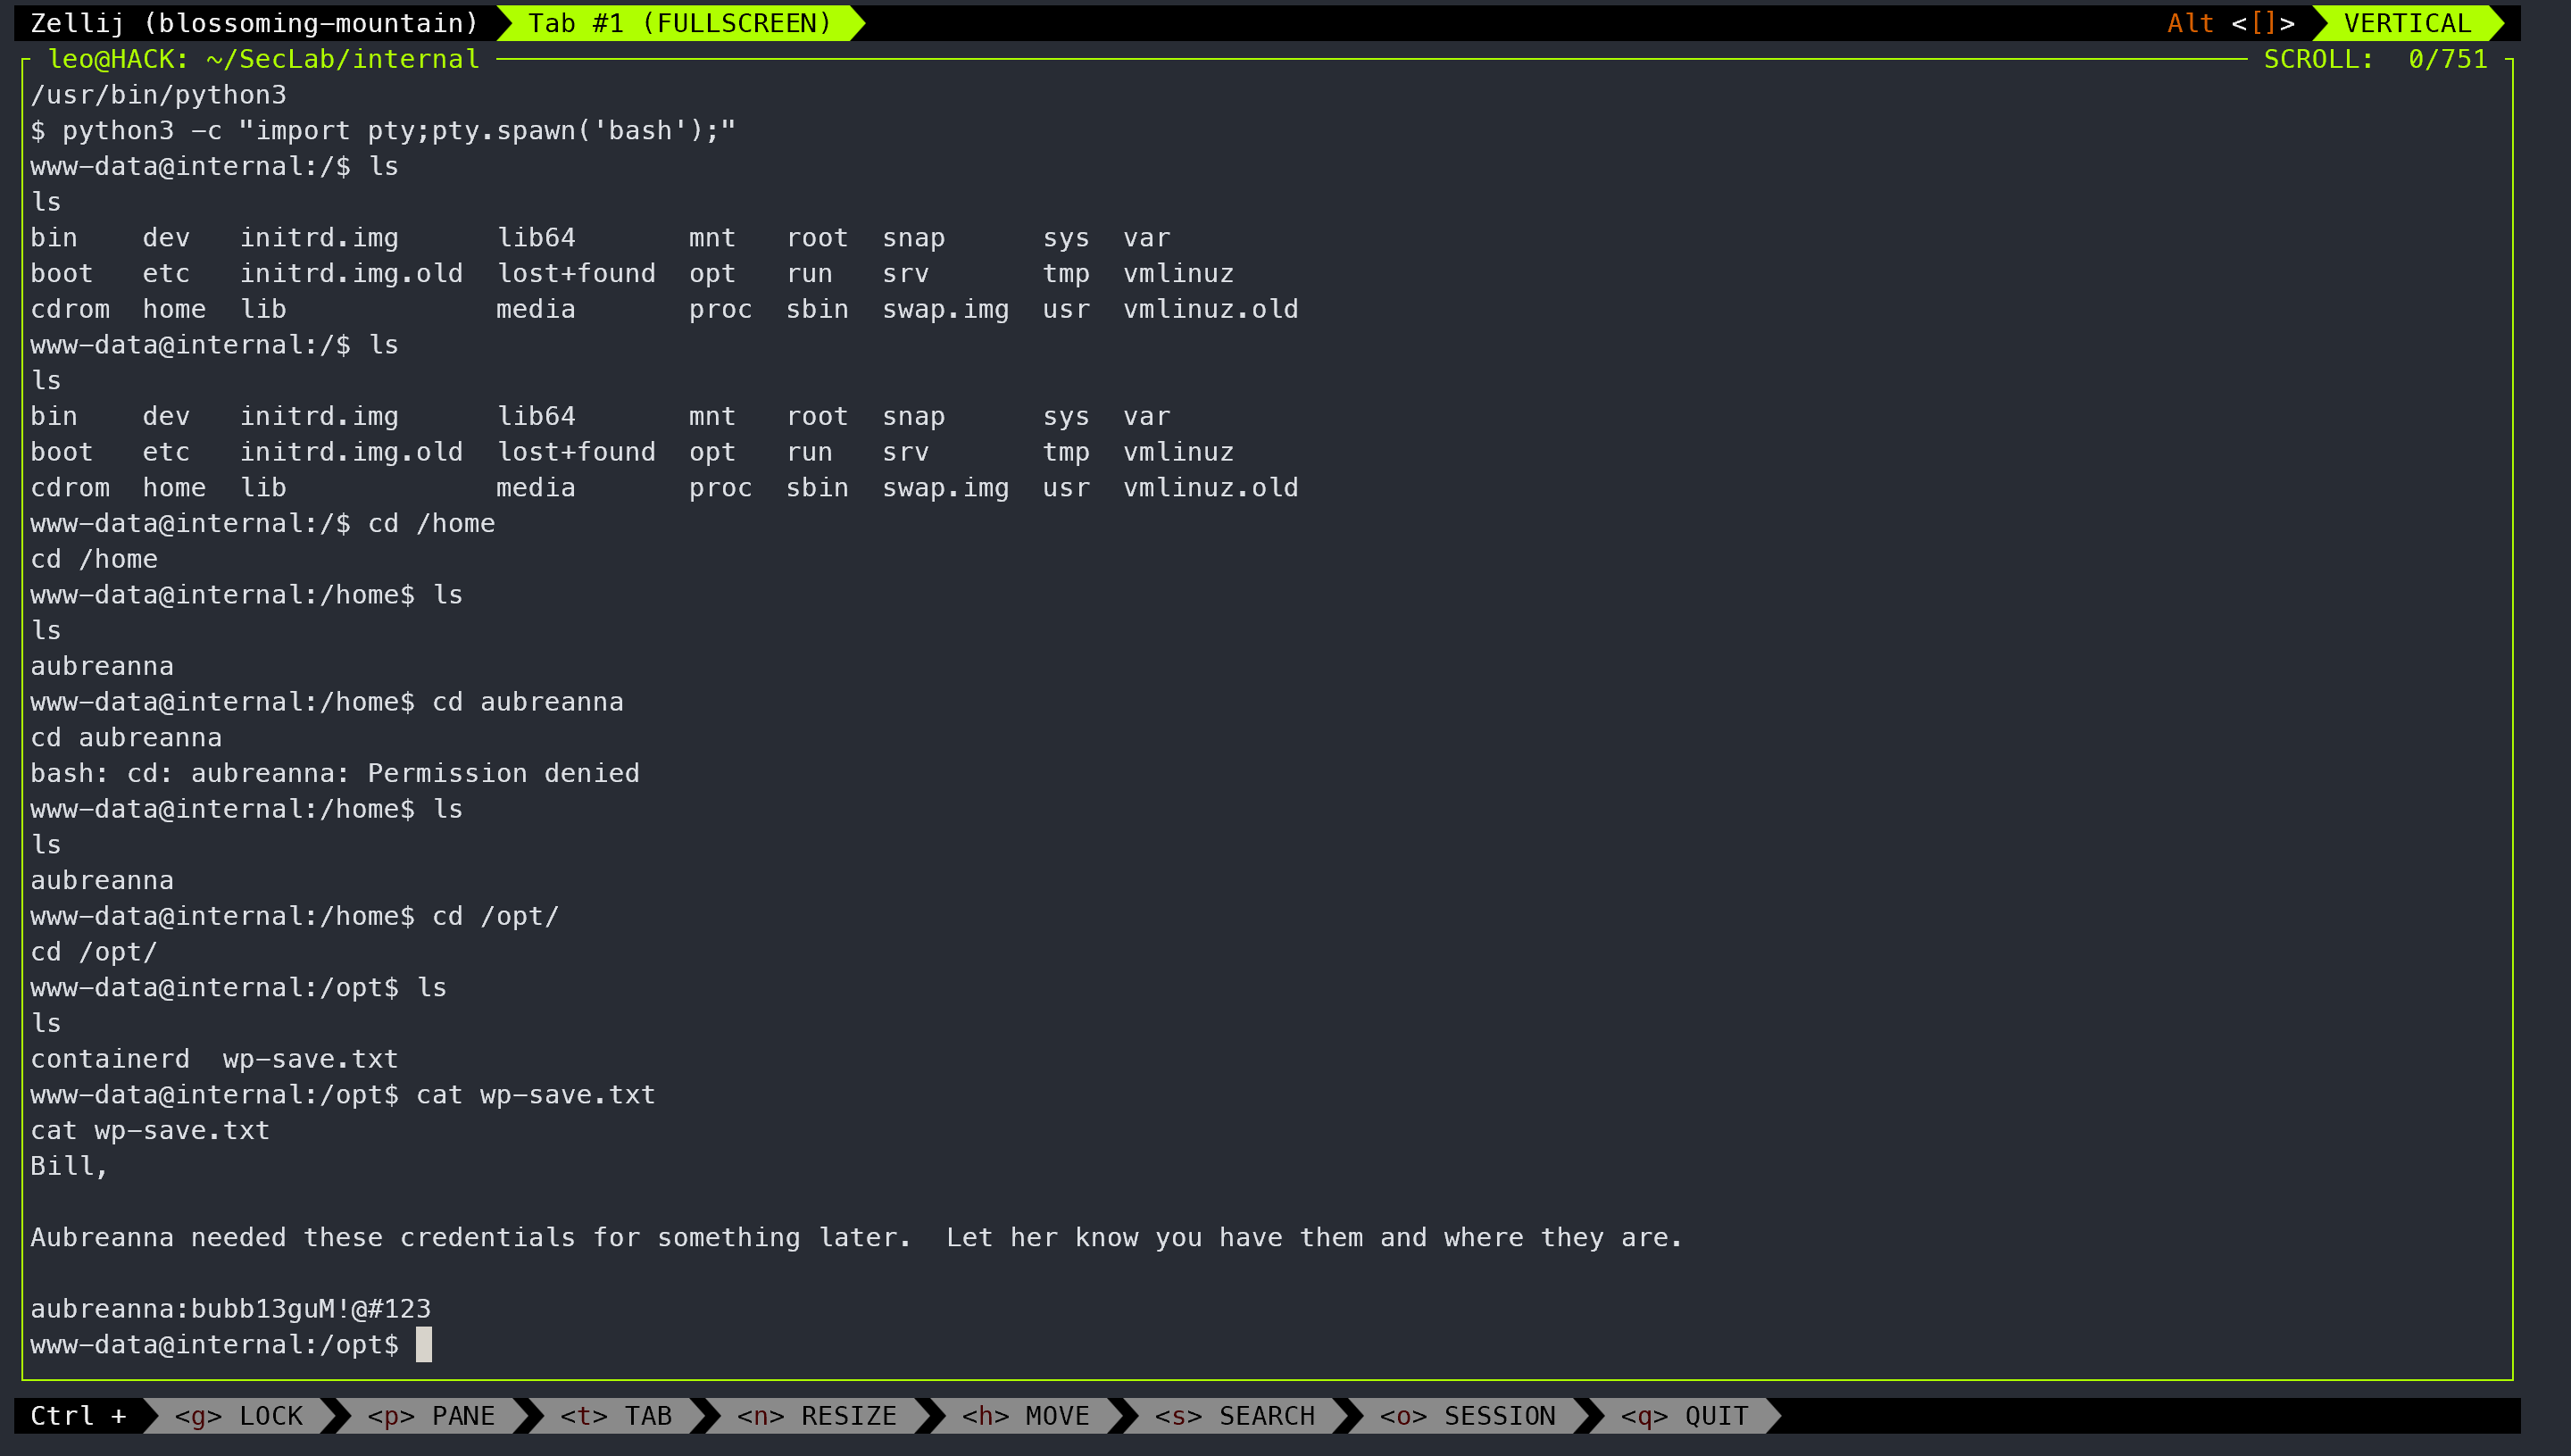 Zellij (blossoming-mountain) Tab #1 (FULLSCREEN) Alt <[]> VERTICAL
leo@HACK: ~/SecLab/internal SCROLL: 0/751
/usr/bin/python3
$ python3 -c "import pty;pty.spawn('bash');"
www-data@internal:/$ ls
ls
bin    dev   initrd.img      lib64       mnt   root  snap      sys  var
boot   etc   initrd.img.old  lost+found  opt   run   srv       tmp  vmlinuz
cdrom  home  lib             media       proc  sbin  swap.img  usr  vmlinuz.old
www-data@internal:/$ ls
ls
bin    dev   initrd.img      lib64       mnt   root  snap      sys  var
boot   etc   initrd.img.old  lost+found  opt   run   srv       tmp  vmlinuz
cdrom  home  lib             media       proc  sbin  swap.img  usr  vmlinuz.old
www-data@internal:/$ cd /home
cd /home
www-data@internal:/home$ ls
ls
aubreanna
www-data@internal:/home$ cd aubreanna
cd aubreanna
bash: cd: aubreanna: Permission denied
www-data@internal:/home$ ls
ls
aubreanna
www-data@internal:/home$ cd /opt/
cd /opt/
www-data@internal:/opt$ ls
ls
containerd  wp-save.txt
www-data@internal:/opt$ cat wp-save.txt
cat wp-save.txt
Bill,
Aubreanna needed these credentials for something later.  Let her know you have them and where they are.
aubreanna:bubb13guM!@#123
www-data@internal:/opt$
Ctrl + <g> LOCK <p> PANE <t> TAB <n> RESIZE <h> MOVE <s> SEARCH <o> SESSION <q> QUIT